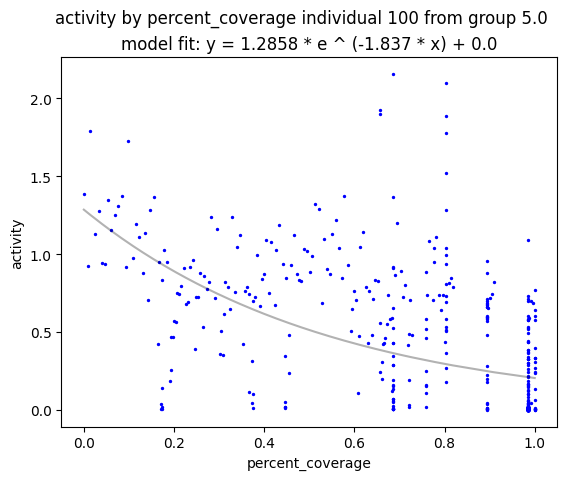 activity by percent_coverage individual 100 from group 5.0
model fit: y = 1.2858 * e ^ (-1.837 * x) + 0.0
2.0
1.5
1.0
0.5
0.0
activity
0.0 0.2 0.4 0.6 0.8 1.0
percent_coverage